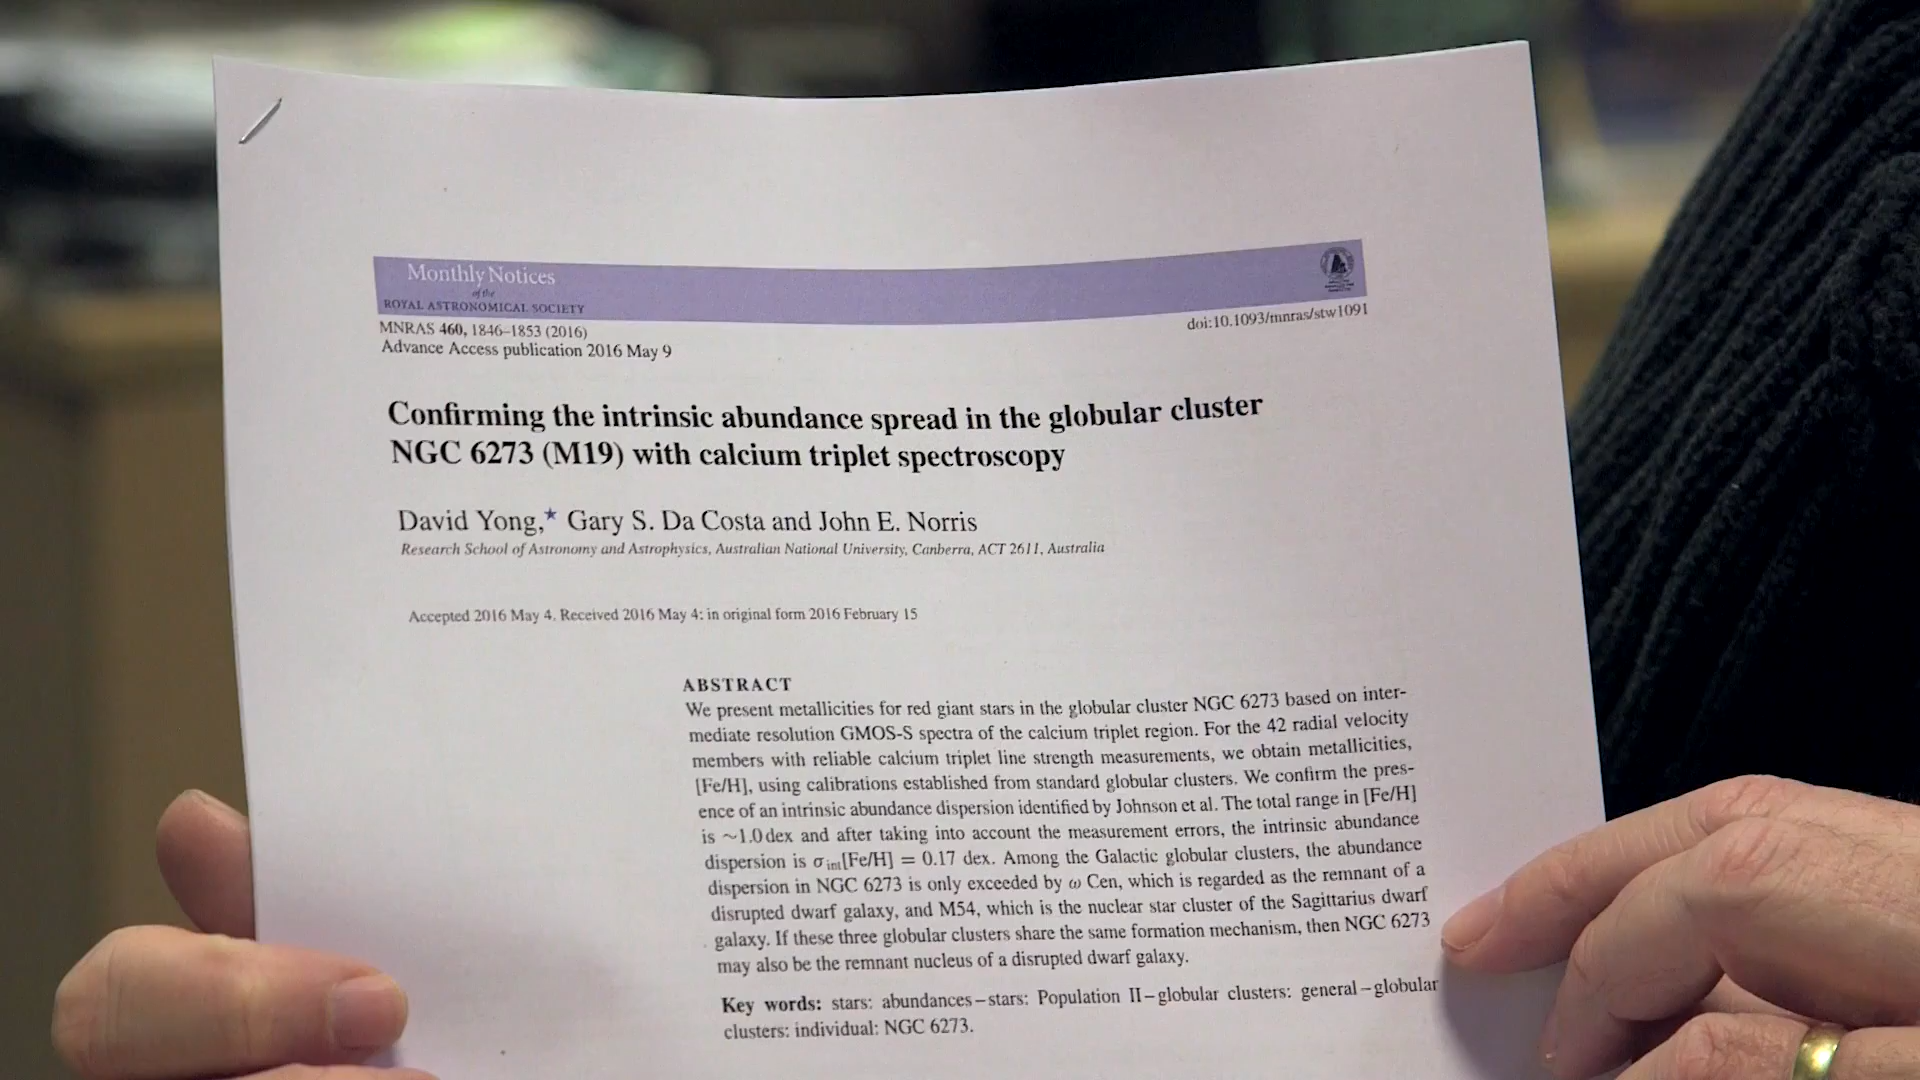 Monthly Notices
of the
ROYAL ASTRONOMICAL SOCIETY
MNRAS 460, 1846–1853 (2016)
doi:10.1093/mnras/stw1091
Advance Access publication 2016 May 9
Confirming the intrinsic abundance spread in the globular cluster
NGC 6273 (M19) with calcium triplet spectroscopy
David Yong,★ Gary S. Da Costa and John E. Norris
Research School of Astronomy and Astrophysics, Australian National University, Canberra, ACT 2611, Australia
Accepted 2016 May 4. Received 2016 May 4; in original form 2016 February 15
ABSTRACT
We present metallicities for red giant stars in the globular cluster NGC 6273 based on inter-
mediate resolution GMOS-S spectra of the calcium triplet region. For the 42 radial velocity
members with reliable calcium triplet line strength measurements, we obtain metallicities,
[Fe/H], using calibrations established from standard globular clusters. We confirm the pres-
ence of an intrinsic abundance dispersion identified by Johnson et al. The total range in [Fe/H]
is ∼1.0 dex and after taking into account the measurement errors, the intrinsic abundance
dispersion is σint[Fe/H] = 0.17 dex. Among the Galactic globular clusters, the abundance
dispersion in NGC 6273 is only exceeded by ω Cen, which is regarded as the remnant of a
disrupted dwarf galaxy, and M54, which is the nuclear star cluster of the Sagittarius dwarf
galaxy. If these three globular clusters share the same formation mechanism, then NGC 6273
may also be the remnant nucleus of a disrupted dwarf galaxy.
Key words: stars: abundances – stars: Population II – globular clusters: general – globular
clusters: individual: NGC 6273.